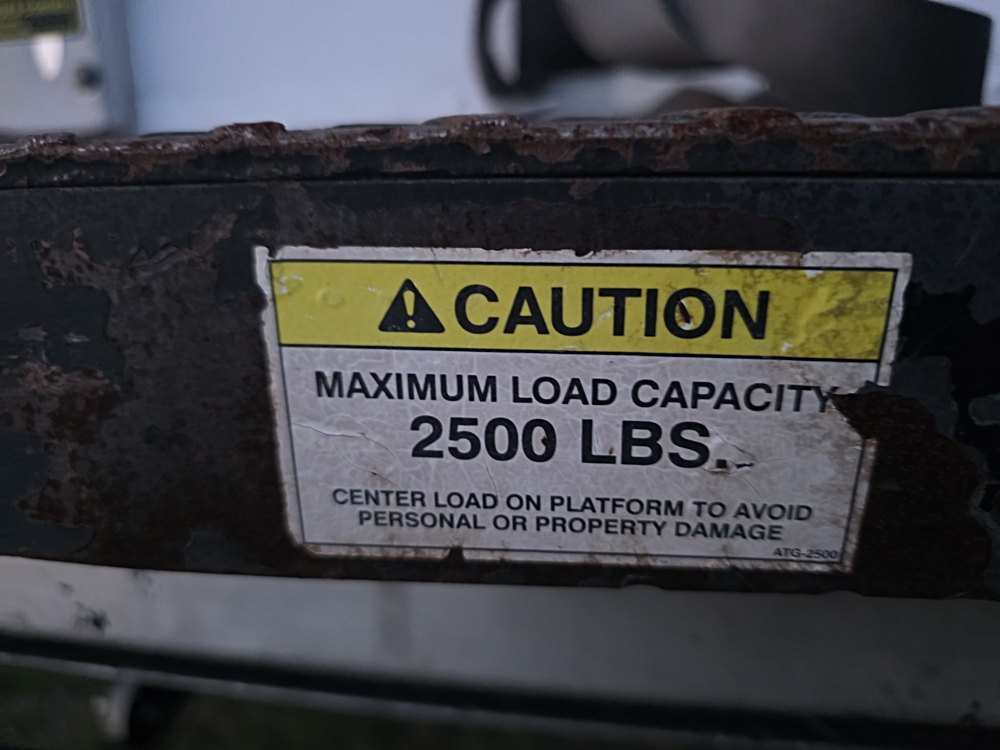 CAUTION
MAXIMUM LOAD CAPACITY
2500 LBS.
CENTER LOAD ON PLATFORM TO AVOID
PERSONAL OR PROPERTY DAMAGE
ATG-2500